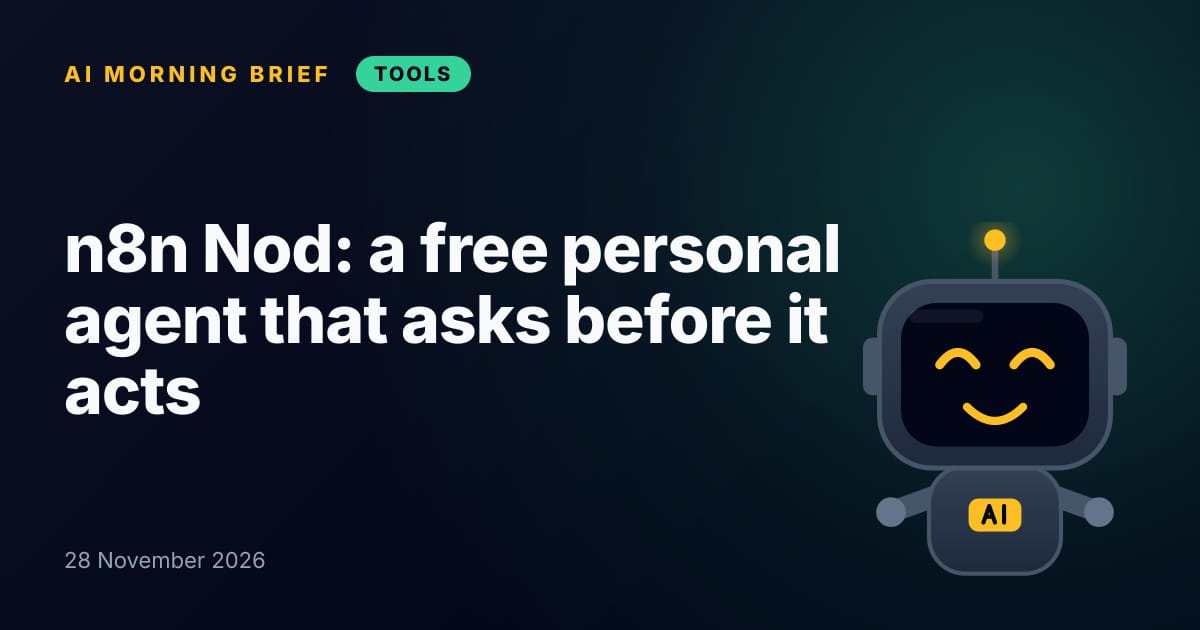 AI MORNING BRIEF
TOOLS
n8n Nod: a free personal
agent that asks before it
acts
AI
28 November 2026